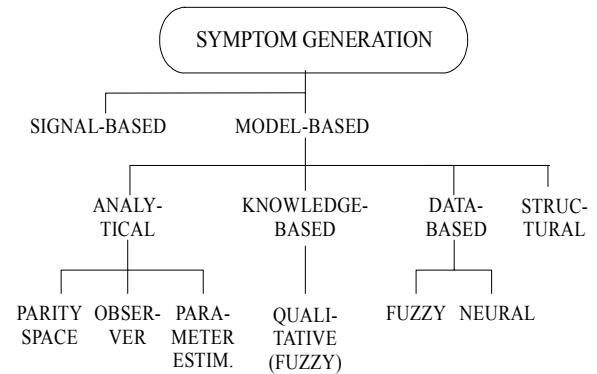 SYMPTOM GENERATION
SIGNAL-BASED
MODEL-BASED
ANALY-
TICAL
KNOWLEDGE-
BASED
DATA-
BASED
STRUC-
TURAL
PARITY
SPACE
OBSER-
VER
PARA-
METER
ESTIM.
QUALI-
TATIVE
(FUZZY)
FUZZY
NEURAL